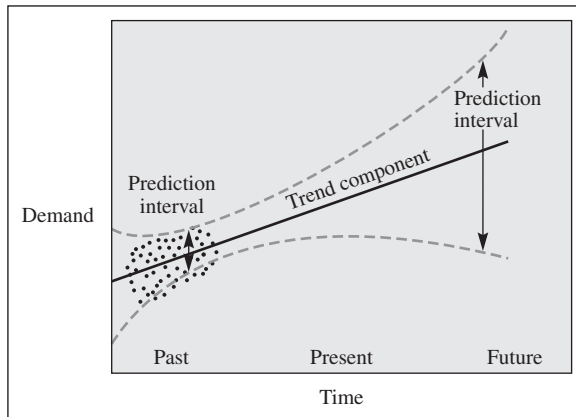 Prediction
interval
Prediction
interval
Trend component
Demand
Past Present Future
Time